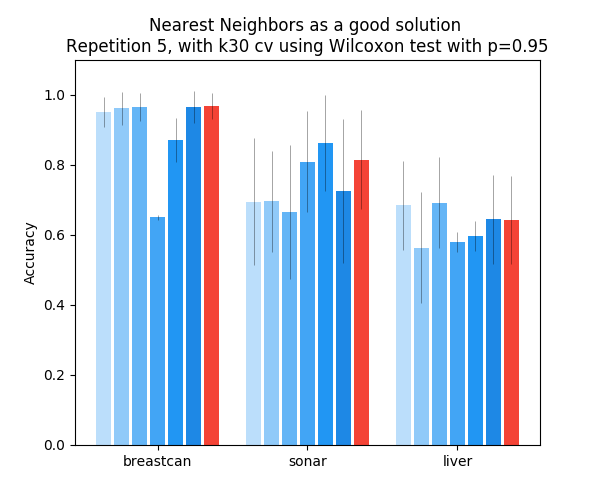 Nearest Neighbors as a good solution
Repetition 5, with k30 cv using Wilcoxon test with p=0.95
1.0
0.8
0.6
0.4
0.2
0.0
Accuracy
breastcan sonar liver